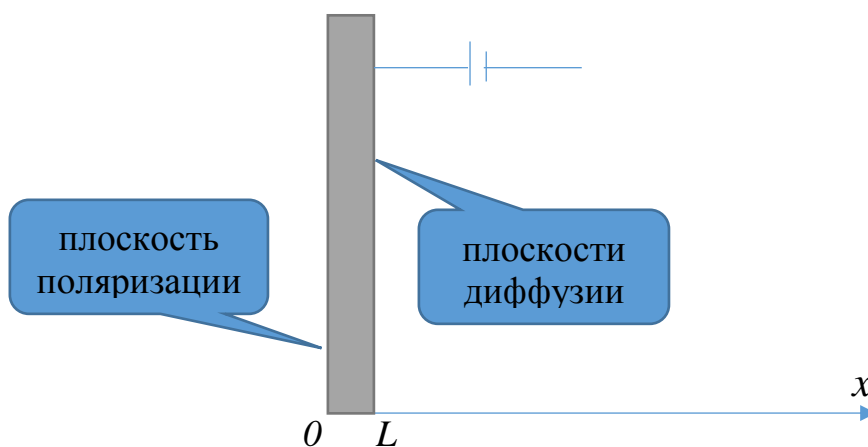 плоскость
поляризации
плоскости
диффузии
x
0
L